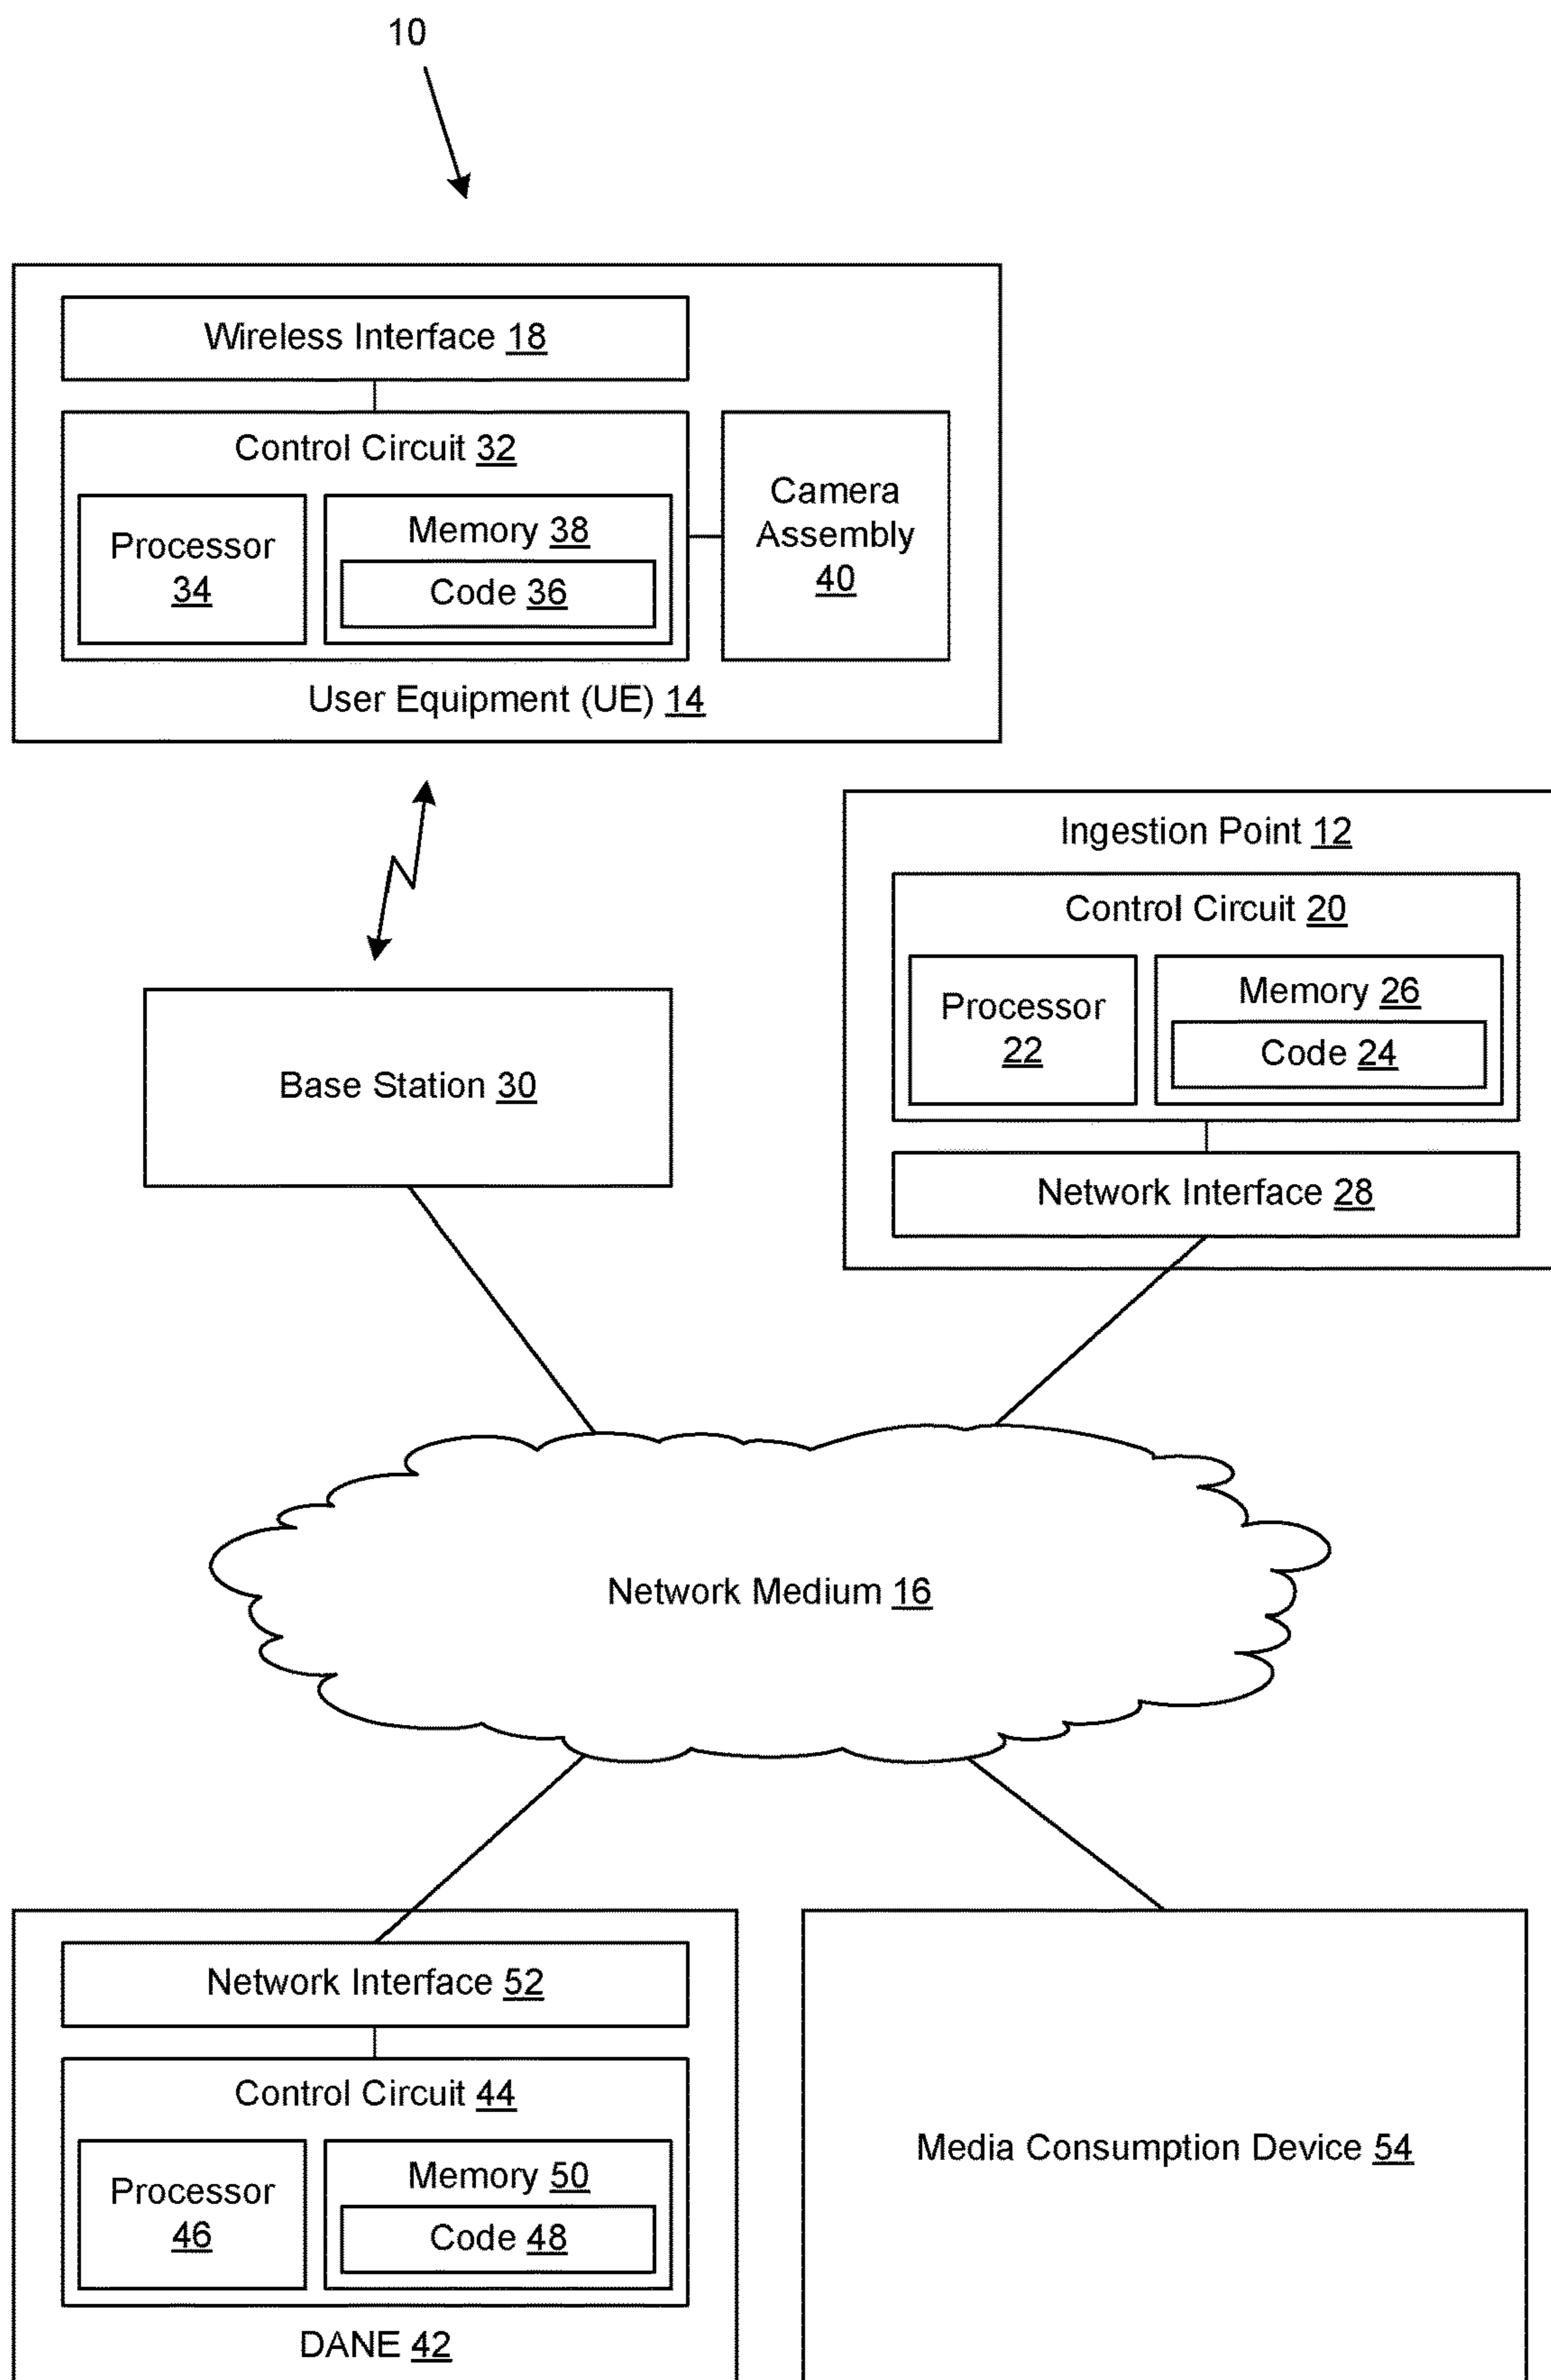 10
Wireless Interface 18
Control Circuit 32
Processor
34
Memory 38
Code 36
Camera
Assembly
40
User Equipment (UE) 14
Ingestion Point 12
Control Circuit 20
Processor
22
Memory 26
Code 24
Network Interface 28
Base Station 30
Network Medium 16
Network Interface 52
Control Circuit 44
Processor
46
Memory 50
Code 48
DANE 42
Media Consumption Device 54